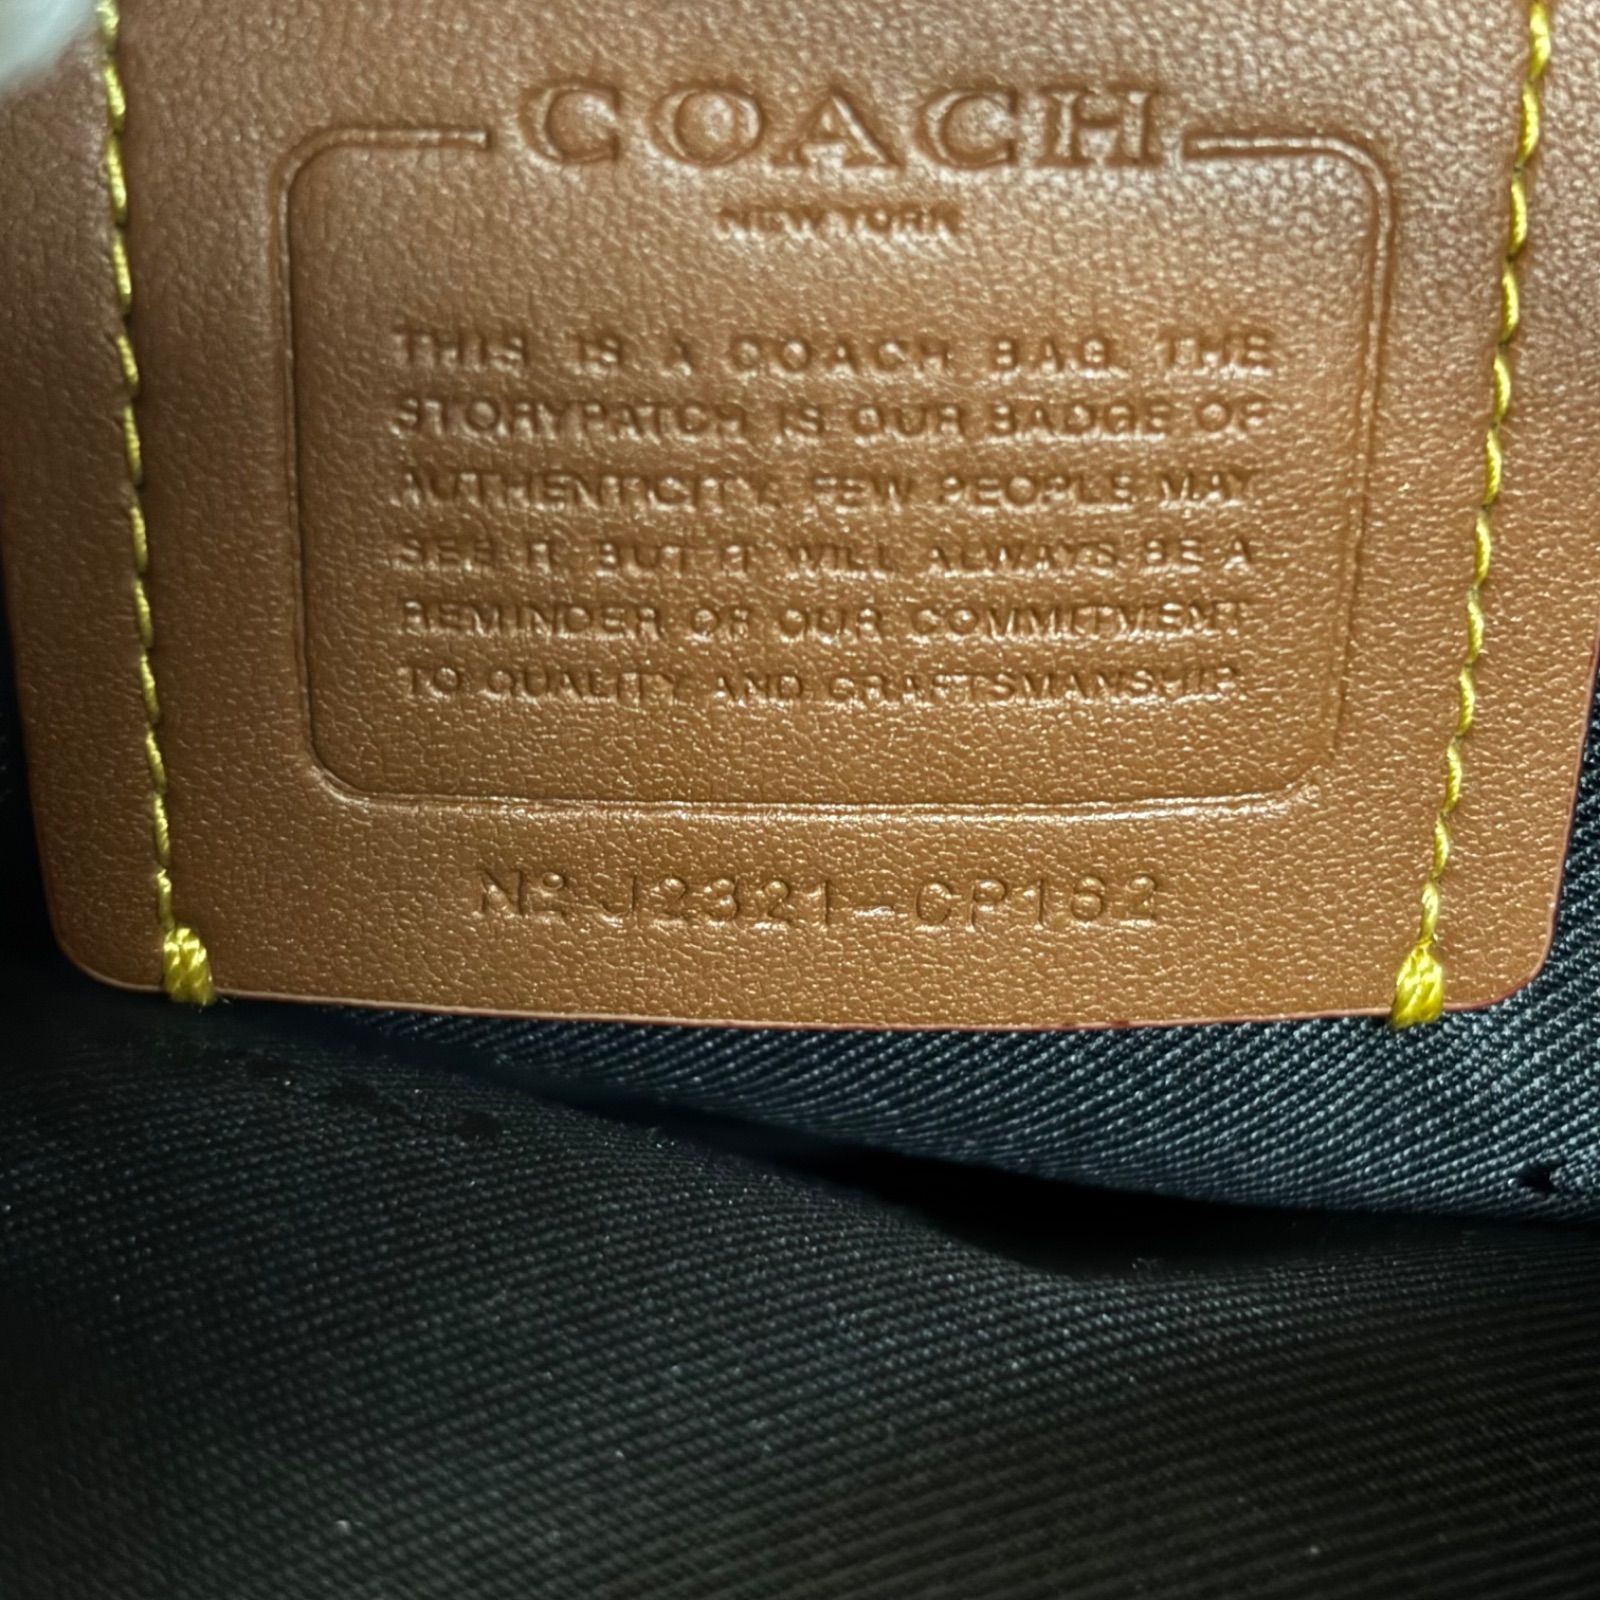 COACH
NEW YORK
THIS IS A COACH BAG. THE
STORYPATCH IS OUR BADGE OF
AUTHENTICITY. FEW PEOPLE MAY
SEE IT, BUT IT WILL ALWAYS BE A
REMINDER OF OUR COMMITMENT
TO QUALITY AND CRAFTSMANSHIP.
Nº J2321-CP162